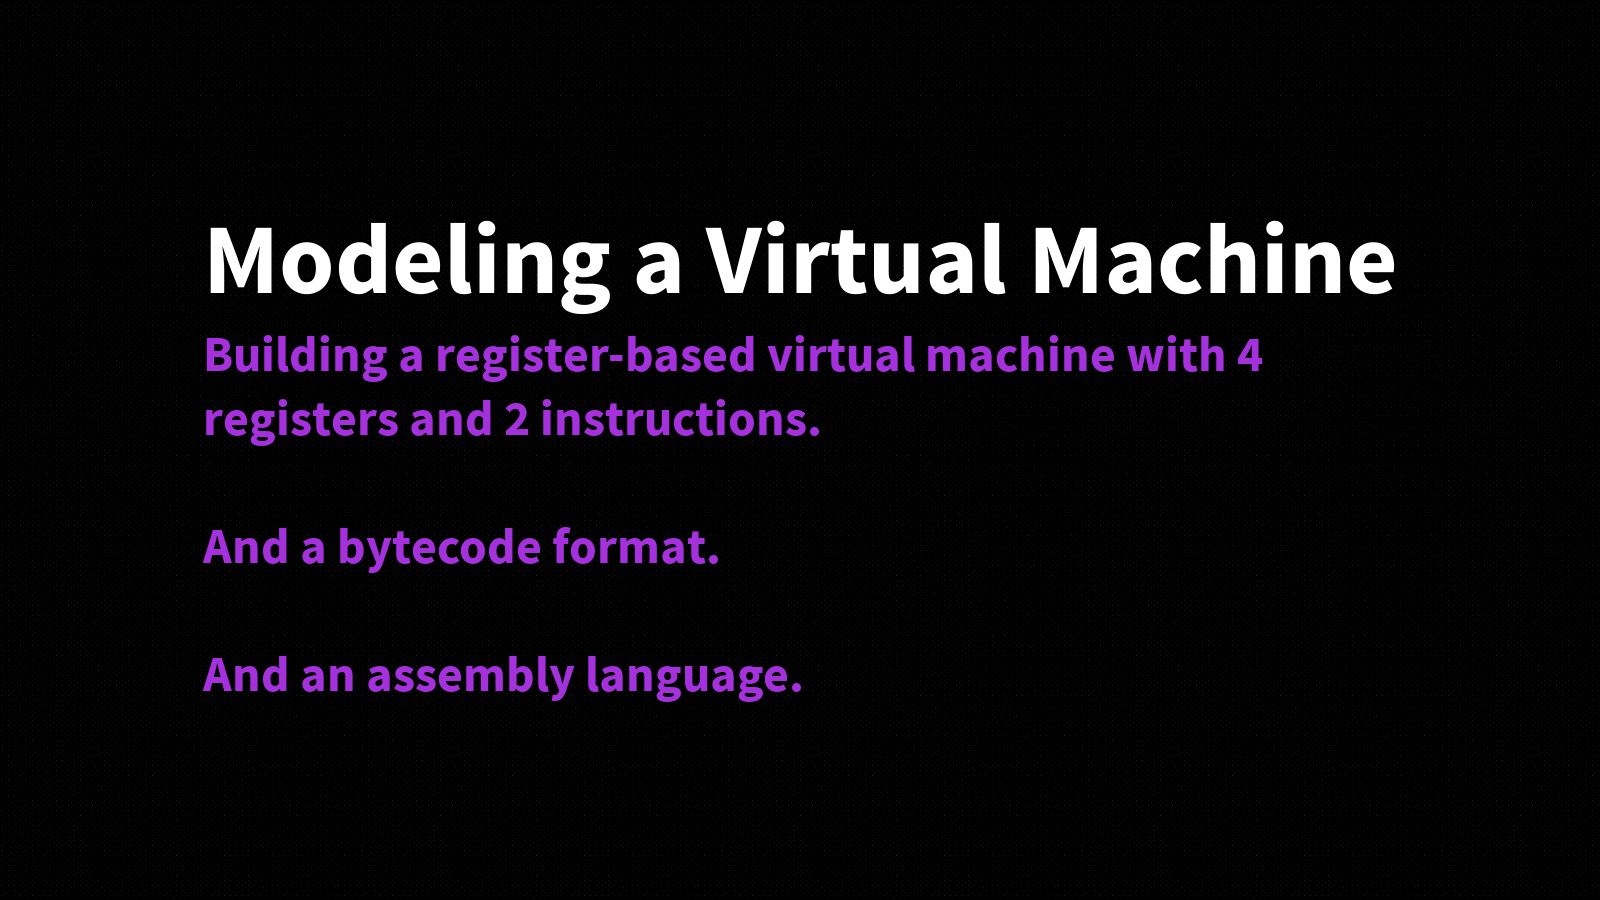 Modeling a Virtual Machine
Building a register-based virtual machine with 4
registers and 2 instructions.
And a bytecode format.
And an assembly language.